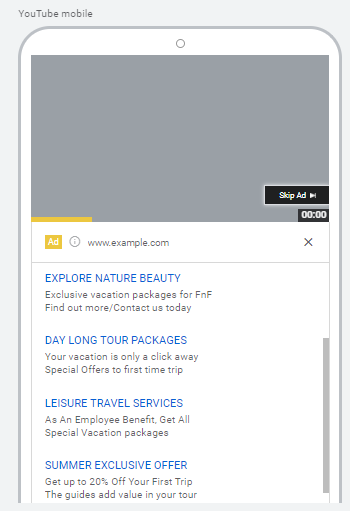 YouTube mobile
Skip Ad
00:00
Ad www.example.com
EXPLORE NATURE BEAUTY
Exclusive vacation packages for FnF
Find out more/Contact us today
DAY LONG TOUR PACKAGES
Your vacation is only a click away
Special Offers to first time trip
LEISURE TRAVEL SERVICES
As An Employee Benefit, Get All
Special Vacation packages
SUMMER EXCLUSIVE OFFER
Get up to 20% Off Your First Trip
The guides add value in your tour